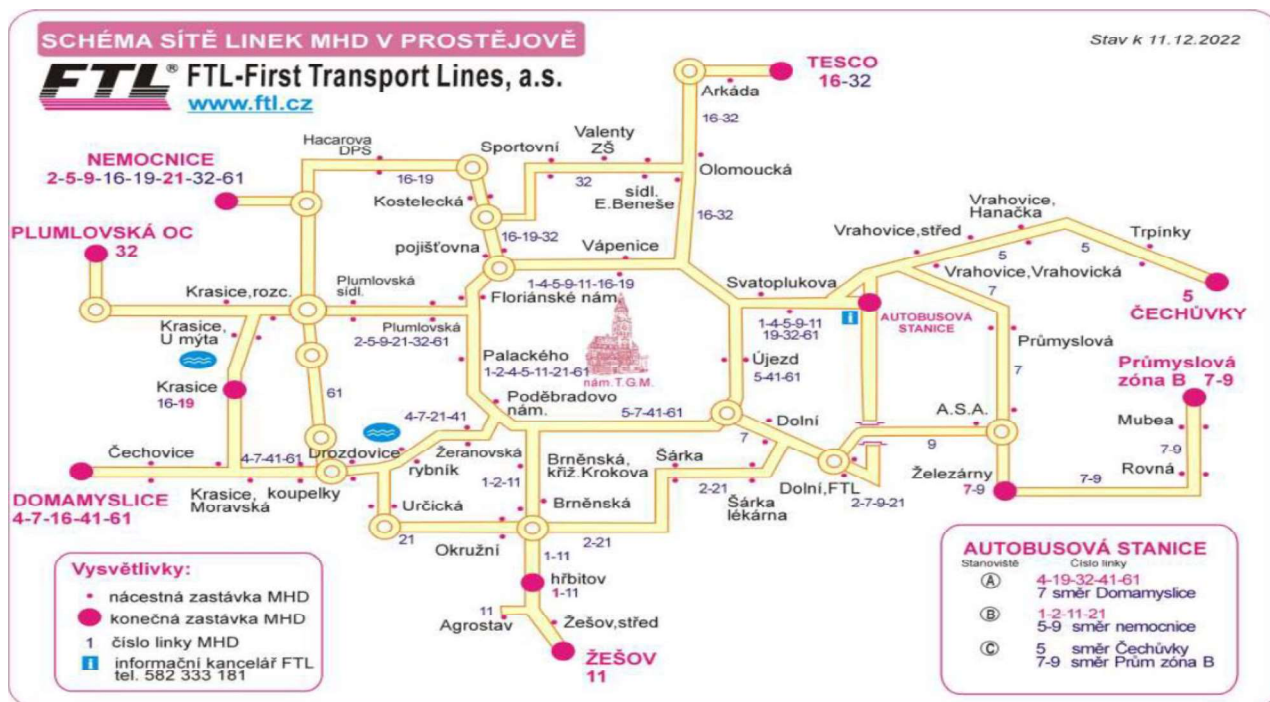 SCHÉMA SÍTĚ LINEK MHD V PROSTĚJOVĚ
Stav k 11.12.2022
FTL® FTL-First Transport Lines, a.s.
www.ftl.cz
TESCO
16-32
Arkáda
16-32
Hacarova
DPS
16-19
Sportovní
Valenty
ZŠ
32
sídl.
E.Beneše
Olomoucká
NEMOCNICE
2-5-9-16-19-21-32-61
Kostelecká
16-32
PLUMLOVSKÁ OC
32
pojišťovna
16-19-32
Vápenice
1-4-5-9-11-16-19
Vrahovice,
Hanačka
Vrahovice,střed
5
5
Trpínky
Vrahovice,Vrahovická
Svatoplukova
7
5
ČECHŮVKY
Krasice,rozc.
Plumlovská
sídl.
Floriánské nám.
1-4-5-9-11
19-32-61
i
AUTOBUSOVÁ
STANICE
Krasice,
U mýta
Plumlovská
2-5-9-21-32-61
Průmyslová
Palackého
1-2-4-5-11-21-61
nám.T.G.M.
Újezd
5-41-61
Průmyslová
zóna B 7-9
7
Krasice
16-19
61
Poděbradovo
nám.
4-7-21-41
5-7-41-61
Dolní
A.S.A.
Mubea
7
9
Čechovice
4-7-41-61
Drozdovice
rybník
Žeranovská
Brněnská,
kříž.Krokova
Šárka
Železárny
7-9
7-9
Rovná
DOMAMYSLICE
4-7-16-41-61
Krasice,
Moravská
koupelky
1-2-11
2-21
Šárka
lékárna
Dolní,FTL
2-7-9-21
7-9
Určická
Brněnská
21
Okružní
2-21
1-11
hřbitov
1-11
11
Agrostav
Žešov,střed
ŽEŠOV
11
Vysvětlivky:
nácestná zastávka MHD
konečná zastávka MHD
1 číslo linky MHD
i informační kancelář FTL
tel. 582 333 181
AUTOBUSOVÁ STANICE
Stanoviště Číslo linky
A 4-19-32-41-61
7 směr Domamyslice
B 1-2-11-21
5-9 směr nemocnice
C 5 směr Čechůvky
7-9 směr Prům zóna B